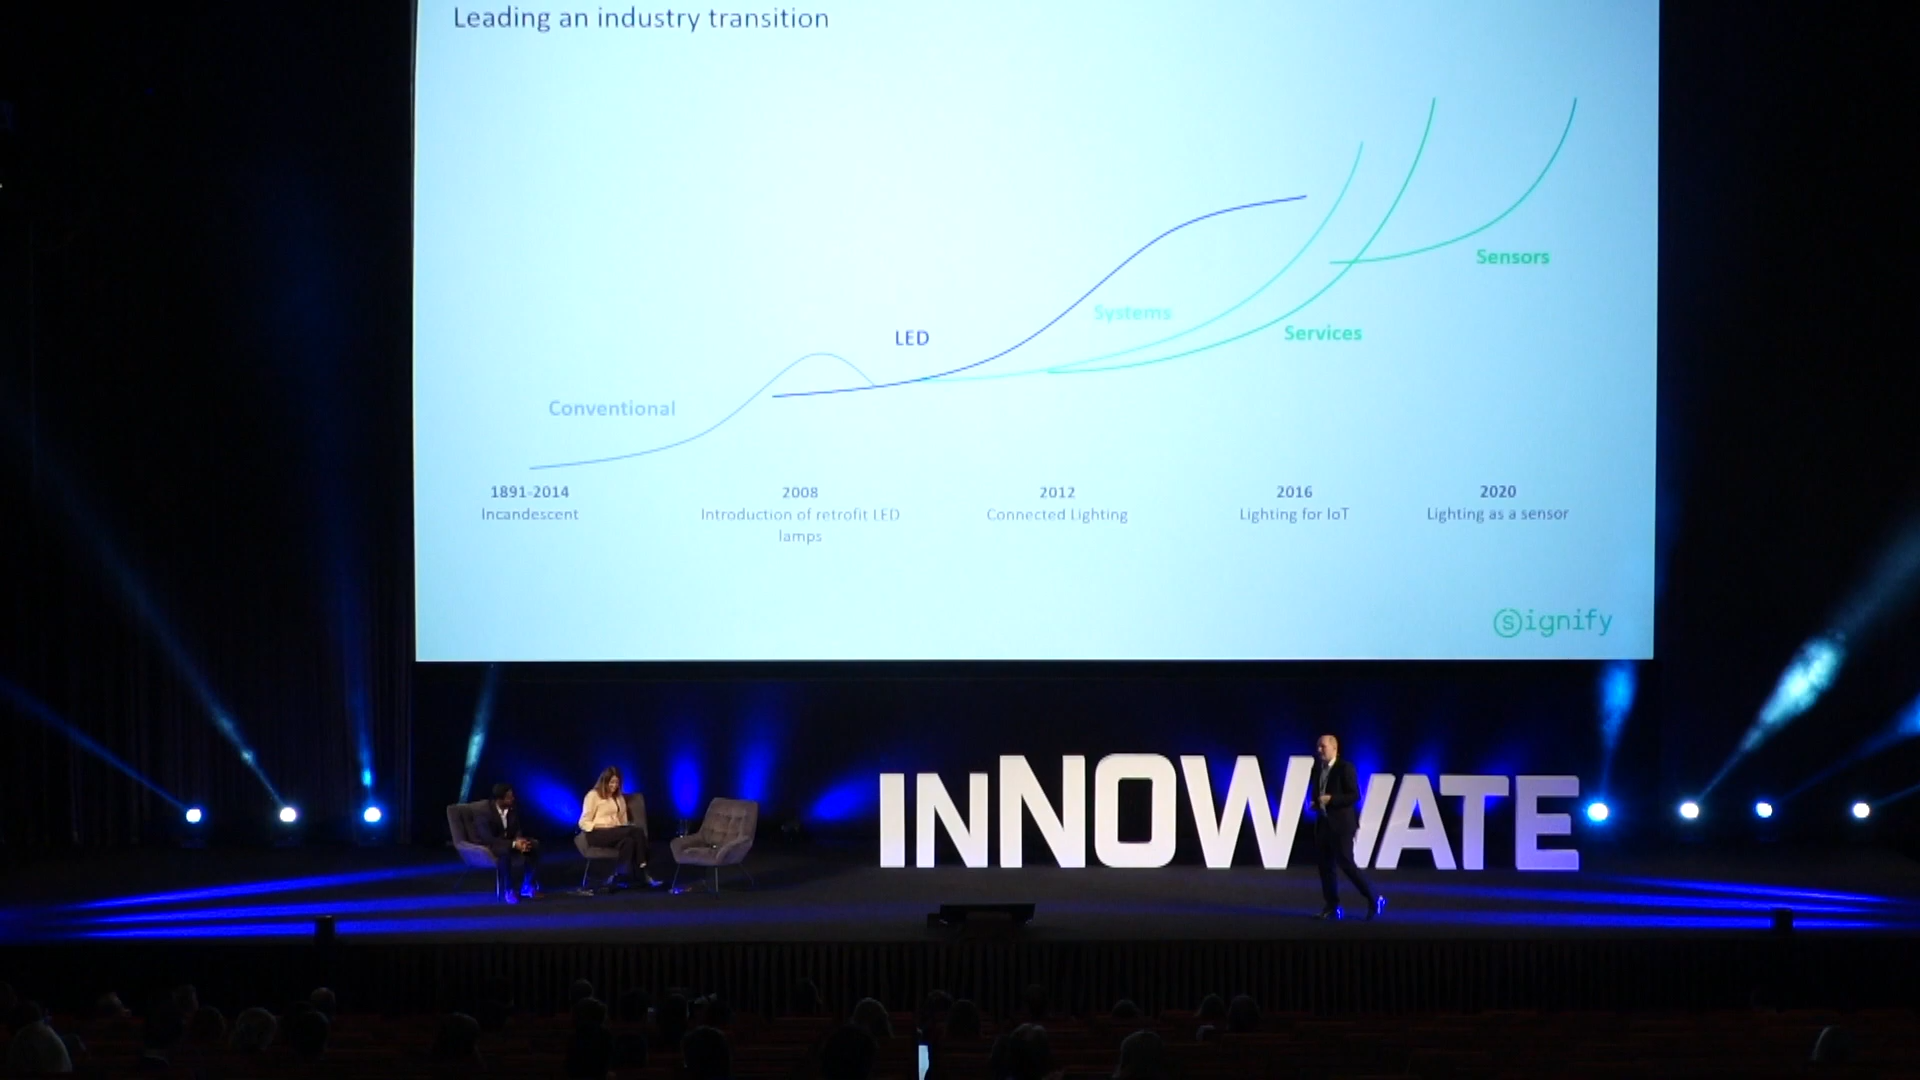 Leading an industry transition
Sensors
Systems
Services
LED
Conventional
1891-2014
Incandescent
2008
Introduction of retrofit LED
lamps
2012
Connected Lighting
2016
Lighting for IoT
2020
Lighting as a sensor
Signify
INNOWVATE